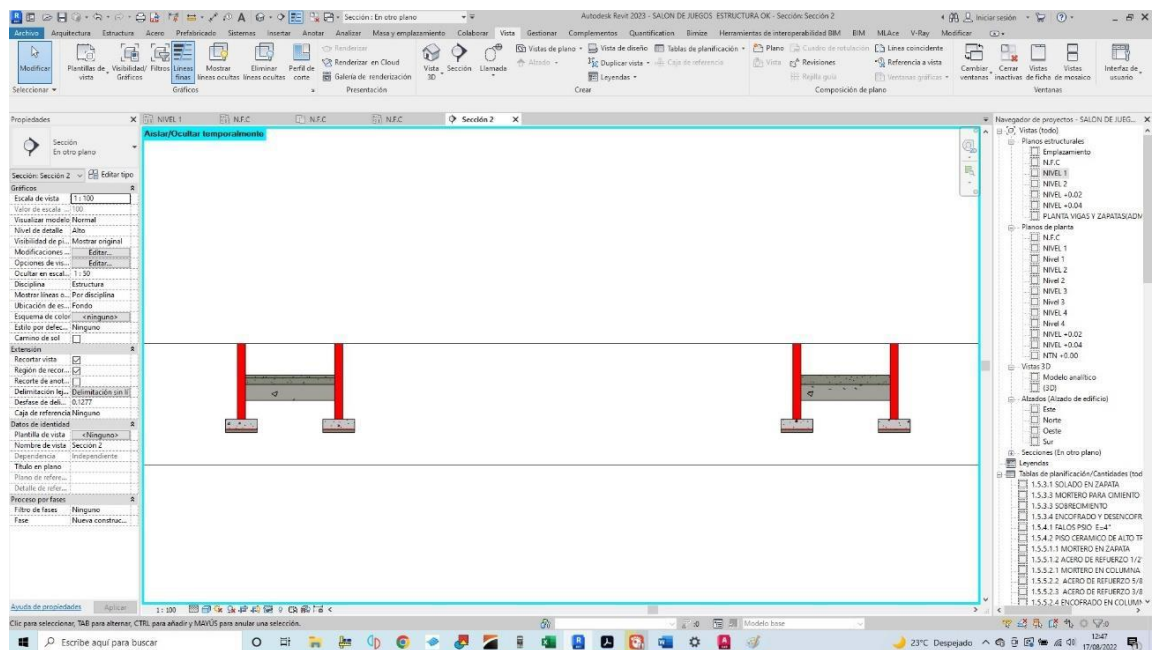 Sección: En otro plano
Autodesk Revit 2023 - SALON DE JUEGOS ESTRUCTURA OK - Sección: Sección 2
Iniciar sesión
Archivo Arquitectura Estructura Acero Prefabricado Sistemas Insertar Anotar Analizar Masa y emplazamiento Colaborar Vista Gestionar Complementos Quantification Bimize Herramientas de interoperabilidad BIM BIM MLAce V-Ray Modificar
Modificar
Plantillas de vista
Visibilidad/ Gráficos
Filtros
Líneas finas
Mostrar líneas ocultas
Eliminar líneas ocultas
Perfil de corte
Renderizar
Renderizar en Cloud
Galería de renderización
Vista 3D
Sección
Llamada
Vistas de plano
Alzado
Vista de diseño
Duplicar vista
Leyendas
Tablas de planificación
Caja de referencia
Plano
Vista
Cuadro de rotulación
Revisiones
Rejilla guía
Línea coincidente
Referencia a vista
Ventanas gráficas
Cambiar ventanas
Cerrar inactivas
Vistas de ficha
Vistas de mosaico
Interfaz de usuario
Seleccionar
Gráficos
Presentación
Crear
Composición de plano
Ventanas
Propiedades
NIVEL 1
N.F.C
N.F.C
N.F.C
Sección 2
Navegador de proyectos - SALON DE JUEG...
Aislar/Ocultar temporalmente
Sección
En otro plano
Sección: Sección 2
Editar tipo
Gráficos
Escala de vista 1 : 100
Valor de escala ... 100
Visualizar modelo Normal
Nivel de detalle Alto
Visibilidad de pi... Mostrar original
Modificaciones ... Editar...
Opciones de vis... Editar...
Ocultar en escal... 1 : 50
Disciplina Estructura
Mostrar líneas o... Por disciplina
Ubicación de es... Fondo
Esquema de color <ninguno>
Estilo por defec... Ninguno
Camino de sol
Extensión
Recortar vista
Región de recor...
Recorte de anot...
Delimitación lej... Delimitación sin lí
Desfase de deli... 0.1277
Caja de referencia Ninguno
Datos de identidad
Plantilla de vista <Ninguno>
Nombre de vista Sección 2
Dependencia Independiente
Título en plano
Plano de refere...
Detalle de refer...
Proceso por fases
Filtro de fases Ninguno
Fase Nueva construc...
Ayuda de propiedades
Aplicar
Vistas (todo)
Planos estructurales
Emplazamiento
N.F.C
NIVEL 1
NIVEL 2
NIVEL +0.02
NIVEL +0.04
PLANTA VIGAS Y ZAPATAS(ADM
Planos de planta
N.F.C
NIVEL 1
Nivel 1
NIVEL 2
Nivel 2
NIVEL 3
Nivel 3
NIVEL 4
Nivel 4
NIVEL +0.02
NIVEL +0.04
NTN +0.00
Vistas 3D
Modelo analítico
{3D}
Alzados (Alzado de edificio)
Este
Norte
Oeste
Sur
Secciones (En otro plano)
Leyendas
Tablas de planificación/Cantidades (tod
1.5.3.1 SOLADO EN ZAPATA
1.5.3.3 MORTERO PARA CIMIENTO
1.5.3.3 SOBRECIMIENTO
1.5.3.4 ENCOFRADO Y DESENCOFR
1.5.4.1 FALOS PSIO E=4"
1.5.4.2 PISO CERAMICO DE ALTO TF
1.5.5.1.1 MORTERO EN ZAPATA
1.5.5.1.2 ACERO DE REFUERZO 1/2'
1.5.5.2.1 MORTERO EN COLUMNA
1.5.5.2.2 ACERO DE REFUERZO 5/8
1.5.5.2.3 ACERO DE REFUERZO 3/8
1.5.5.2.4 ENCOFRADO EN COLUMN
1 : 100
Clic para seleccionar, TAB para alternar, CTRL para añadir y MAYÚS para anular una selección.
:0
Modelo base
:0
Escribe aquí para buscar
23°C Despejado
12:47
17/08/2022